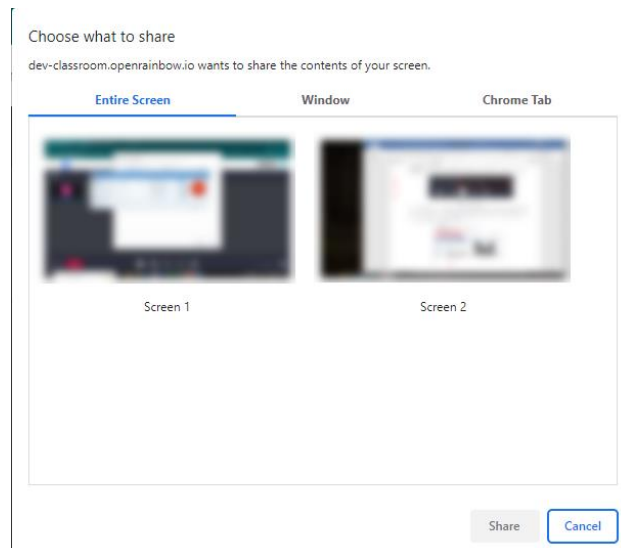 Choose what to share
dev-classroom.openrainbow.io wants to share the contents of your screen.
Entire Screen Window Chrome Tab
Screen 1 Screen 2
Share Cancel